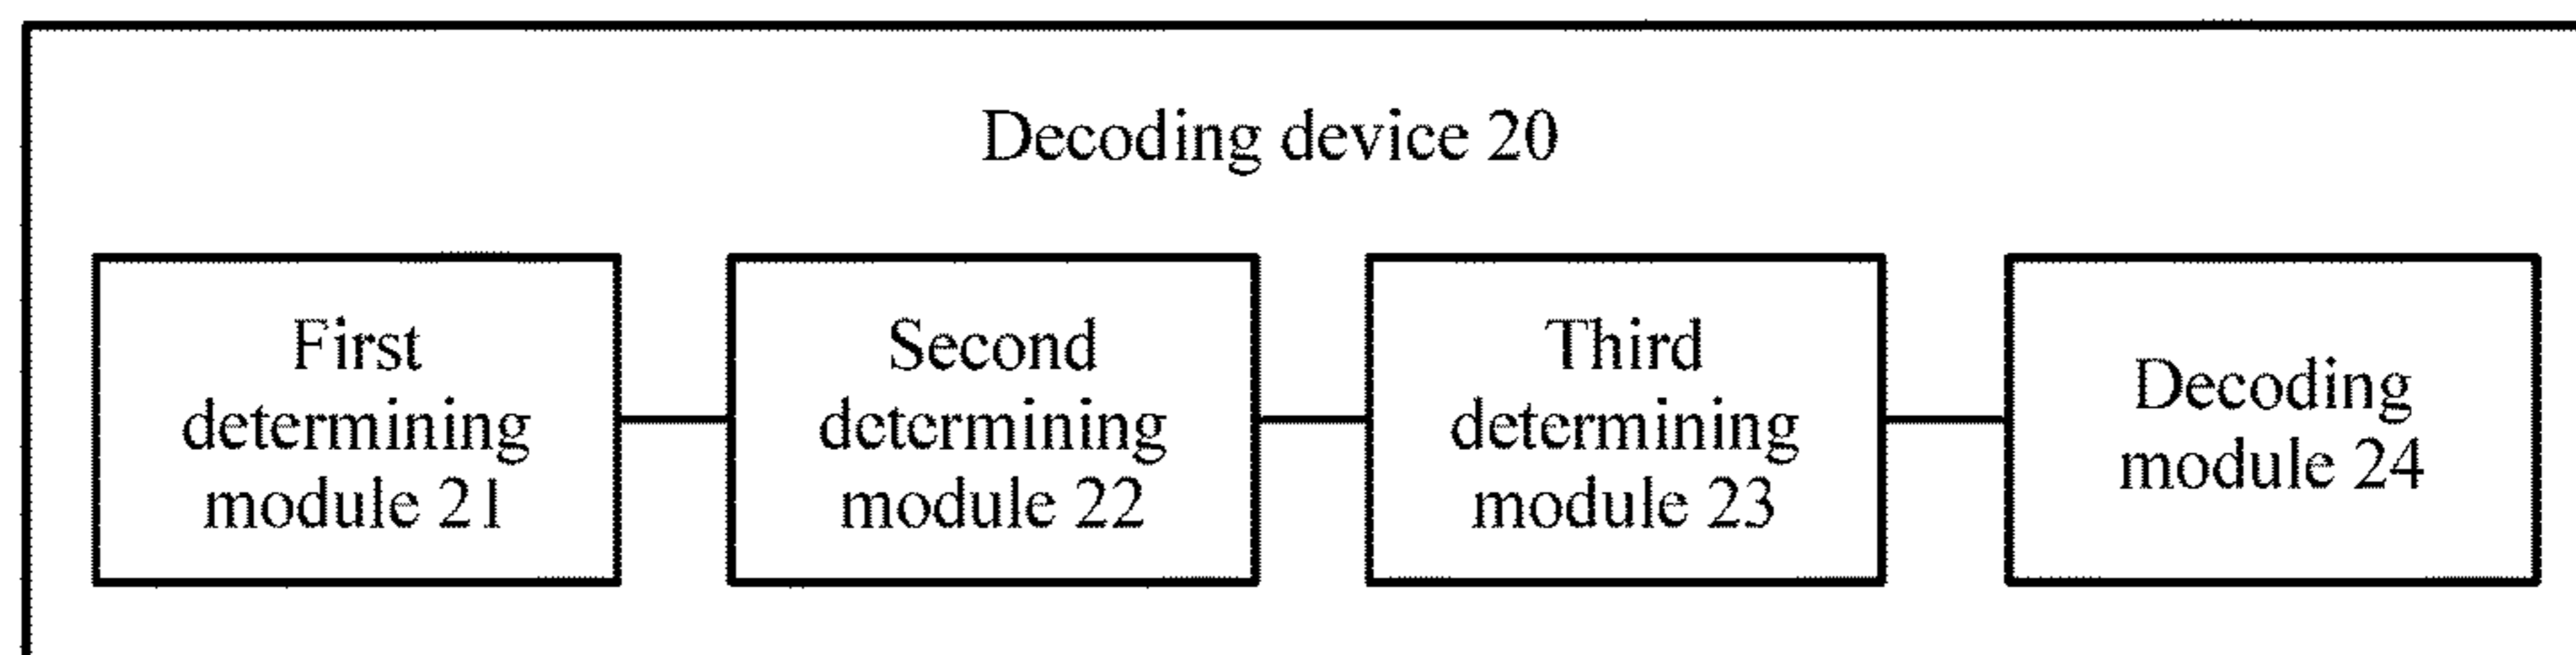 Decoding device 20
First
determining
module 21
Second
determining
module 22
Third
determining
module 23
Decoding
module 24